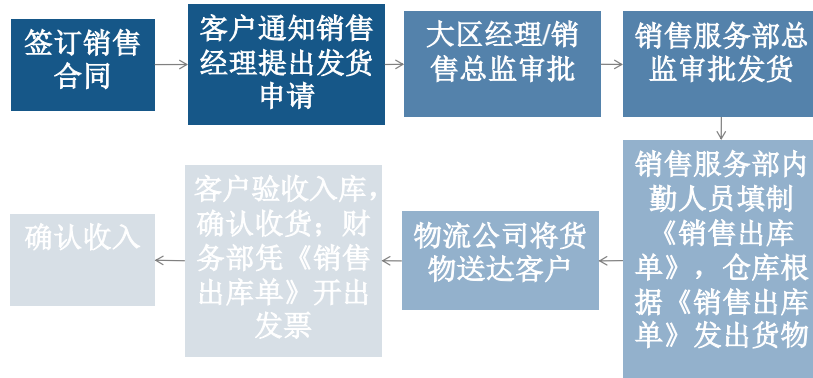 签订销售
合同
客户通知销售
经理提出发货
申请
大区经理/销
售总监审批
销售服务部总
监审批发货
销售服务部内
勤人员填制
《销售出库
单》，仓库根
据《销售出库
单》发出货物
物流公司将货
物送达客户
客户验收入库，
确认收货；财
务部凭《销售
出库单》开出
发票
确认收入